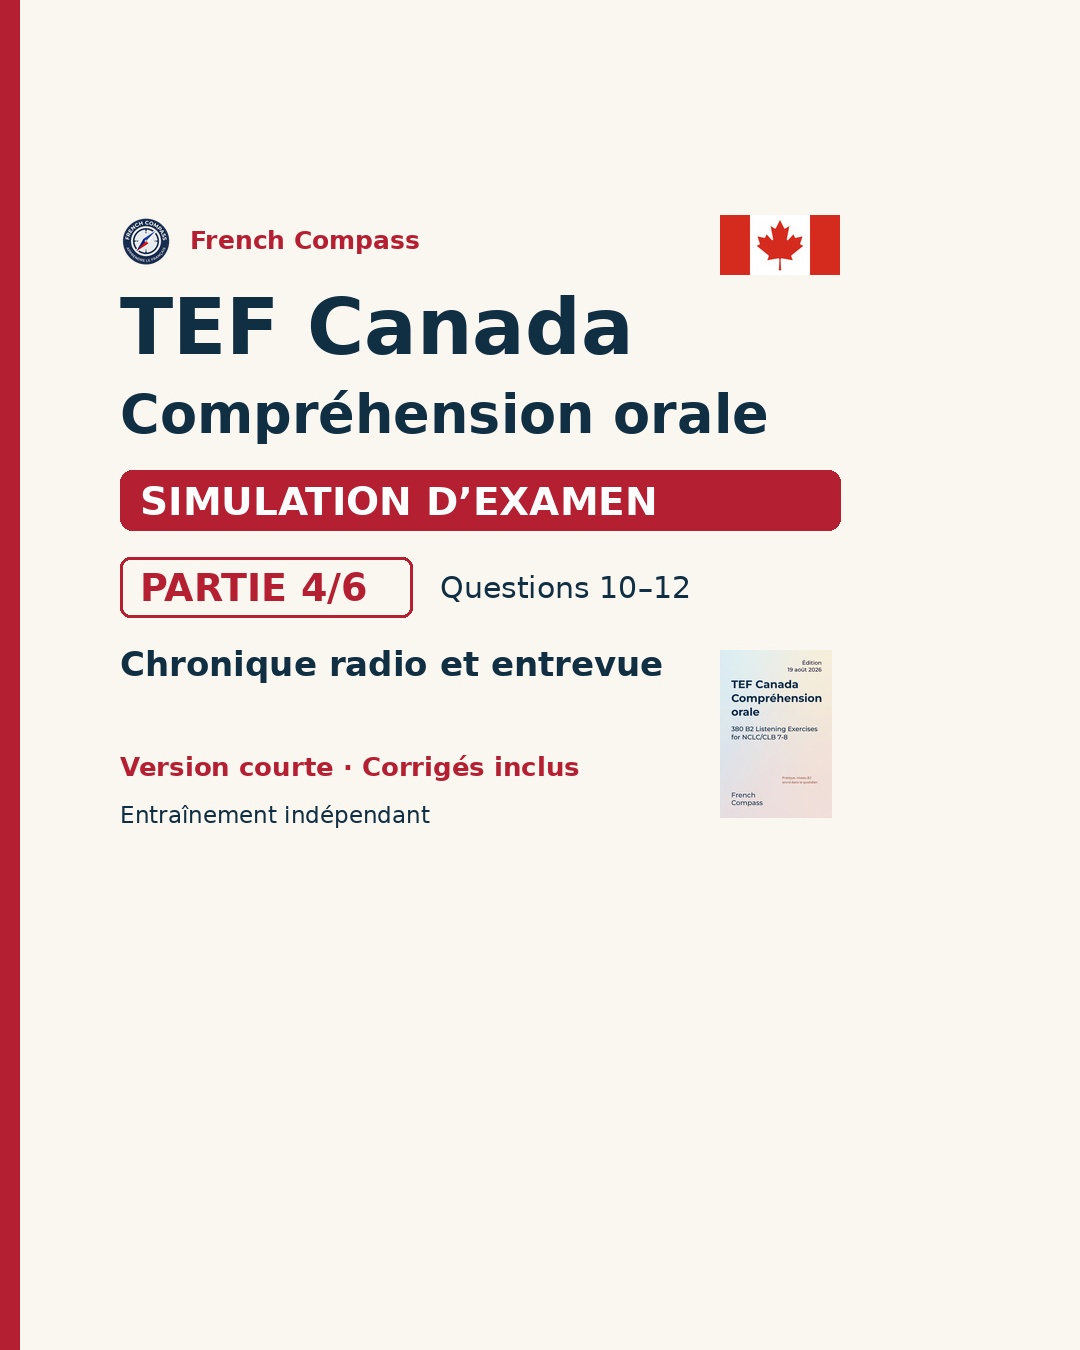 FRENCH COMPASS
French Compass
TEF Canada
Compréhension orale
SIMULATION D’EXAMEN
PARTIE 4/6
Questions 10–12
Chronique radio et entrevue
Édition
19 août 2026
TEF Canada
Compréhension
orale
380 B2 Listening Exercises
for NCLC/CLB 7-8
French
Compass
Version courte · Corrigés inclus
Entraînement indépendant